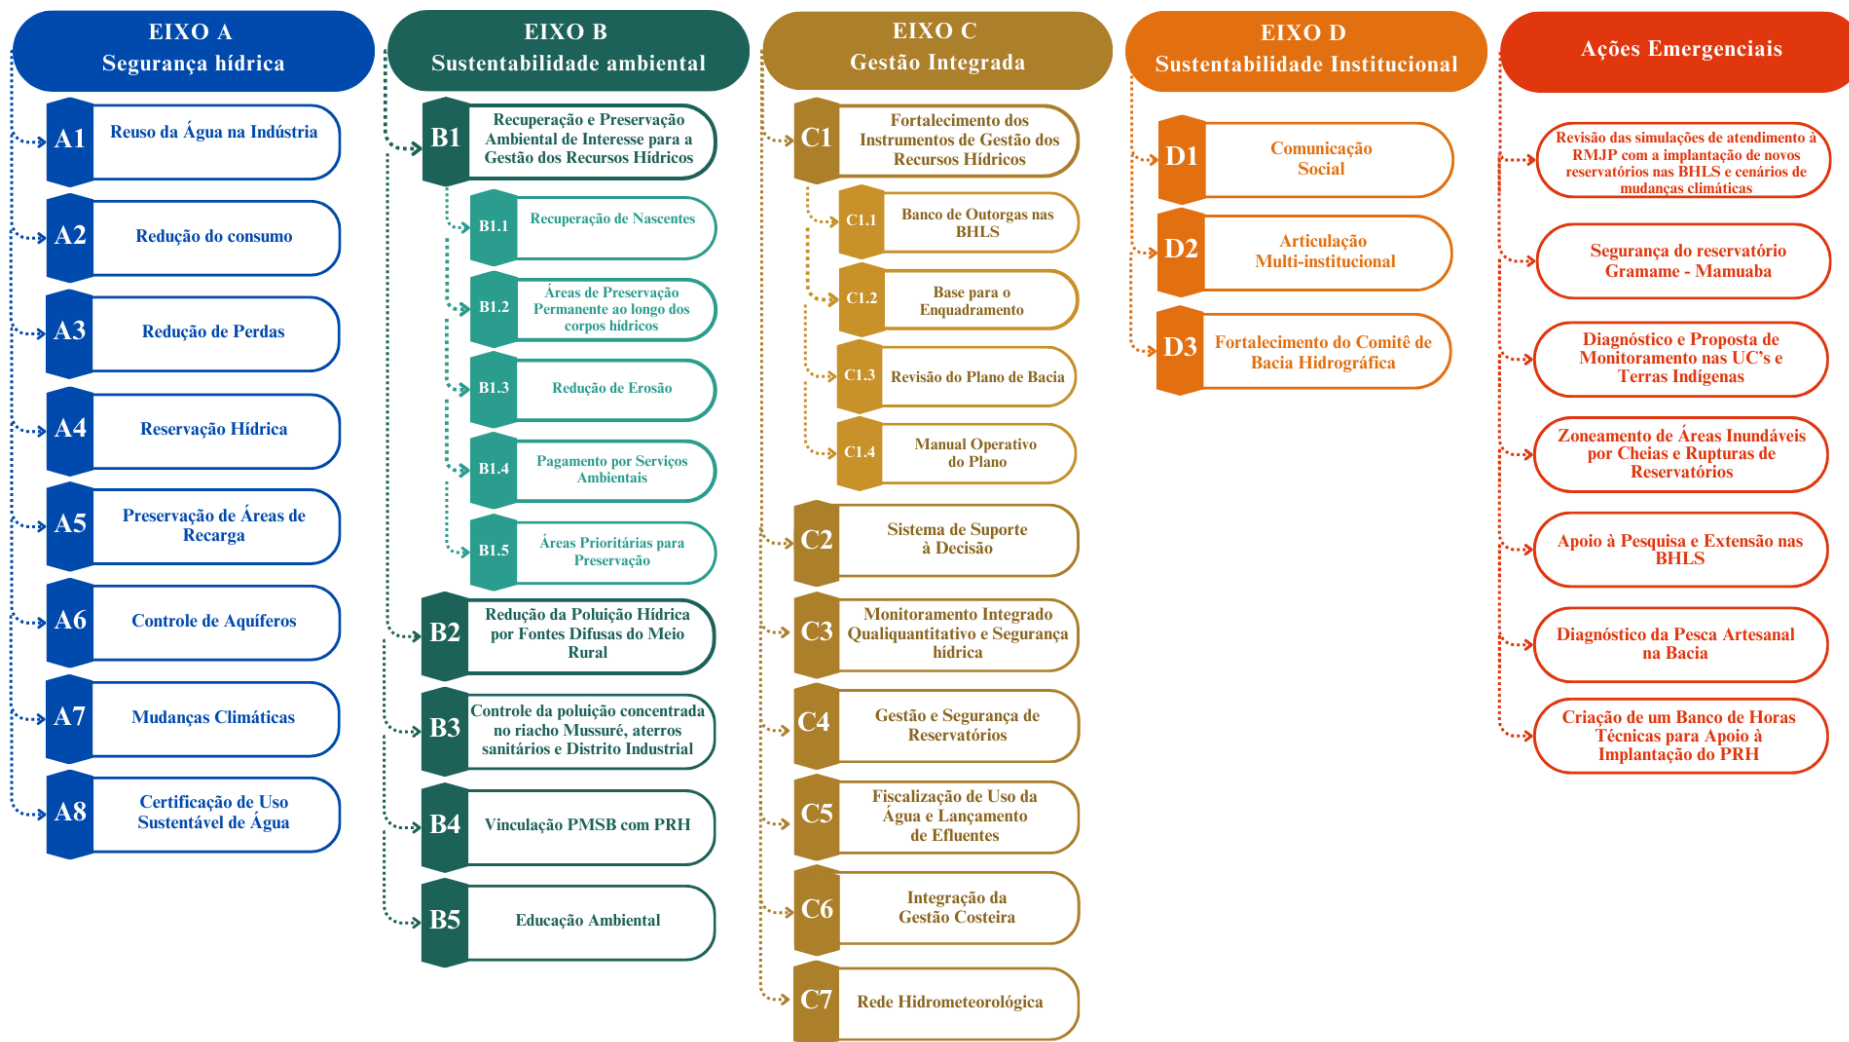 EIXO A
Segurança hídrica
A1
Reuso da Água na Indústria
A2
Redução do consumo
A3
Redução de Perdas
A4
Reservação Hídrica
A5
Preservação de Áreas de
Recarga
A6
Controle de Aquíferos
A7
Mudanças Climáticas
A8
Certificação de Uso
Sustentável de Água
EIXO B
Sustentabilidade ambiental
B1
Recuperação e Preservação
Ambiental de Interesse para a
Gestão dos Recursos Hídricos
B1.1
Recuperação de Nascentes
B1.2
Áreas de Preservação
Permanente ao longo dos
corpos hídricos
B1.3
Redução de Erosão
B1.4
Pagamento por Serviços
Ambientais
B1.5
Áreas Prioritárias para
Preservação
B2
Redução da Poluição Hídrica
por Fontes Difusas do Meio
Rural
B3
Controle da poluição concentrada
no riacho Mussuré, aterros
sanitários e Distrito Industrial
B4
Vinculação PMSB com PRH
B5
Educação Ambiental
EIXO C
Gestão Integrada
C1
Fortalecimento dos
Instrumentos de Gestão dos
Recursos Hídricos
C1.1
Banco de Outorgas nas
BHLS
C1.2
Base para o
Enquadramento
C1.3
Revisão do Plano de Bacia
C1.4
Manual Operativo
do Plano
C2
Sistema de Suporte
à Decisão
C3
Monitoramento Integrado
Qualiquantitativo e Segurança
hídrica
C4
Gestão e Segurança de
Reservatórios
C5
Fiscalização de Uso da
Água e Lançamento
de Efluentes
C6
Integração da
Gestão Costeira
C7
Rede Hidrometeorológica
EIXO D
Sustentabilidade Institucional
D1
Comunicação
Social
D2
Articulação
Multi-institucional
D3
Fortalecimento do Comitê de
Bacia Hidrográfica
Ações Emergenciais
Revisão das simulações de atendimento à
RMJP com a implantação de novos
reservatórios nas BHLS e cenários de
mudanças climáticas
Segurança do reservatório
Gramame - Mamuaba
Diagnóstico e Proposta de
Monitoramento nas UC’s e
Terras Indígenas
Zoneamento de Áreas Inundáveis
por Cheias e Rupturas de
Reservatórios
Apoio à Pesquisa e Extensão nas
BHLS
Diagnóstico da Pesca Artesanal
na Bacia
Criação de um Banco de Horas
Técnicas para Apoio à
Implantação do PRH